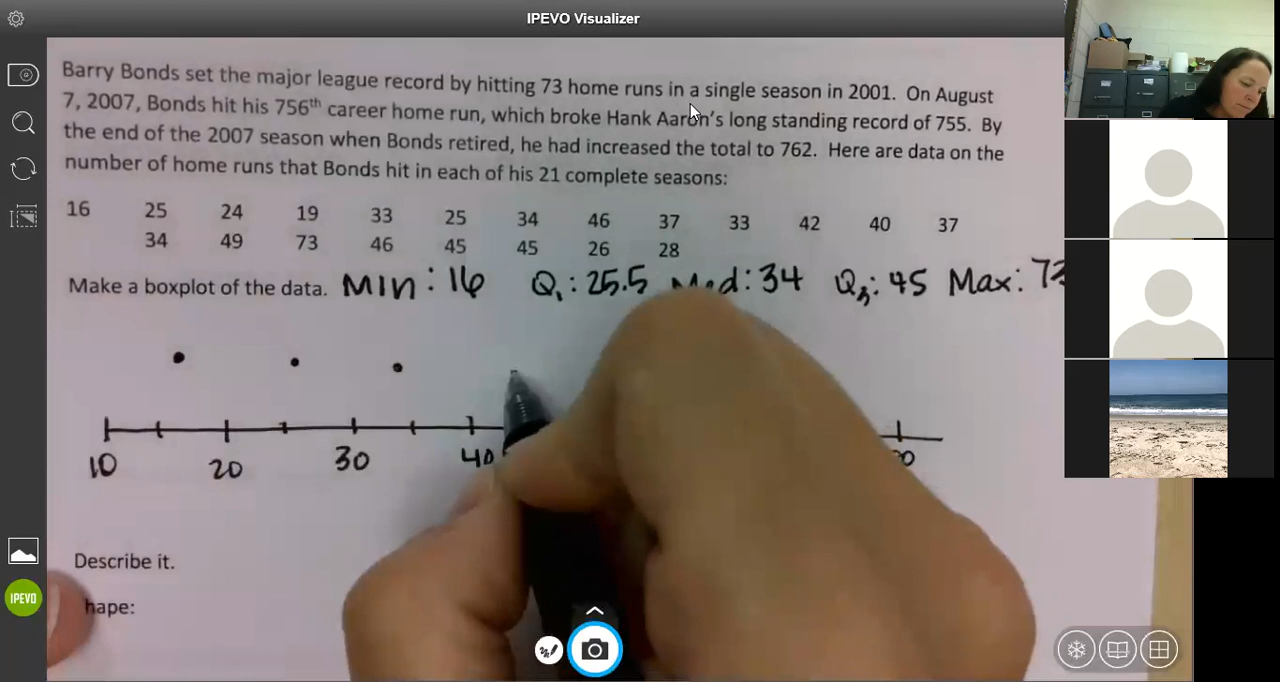 IPEVO Visualizer
Barry Bonds set the major league record by hitting 73 home runs in a single season in 2001. On August
7, 2007, Bonds hit his 756th career home run, which broke Hank Aaron's long standing record of 755. By
the end of the 2007 season when Bonds retired, he had increased the total to 762. Here are data on the
number of home runs that Bonds hit in each of his 21 complete seasons:
16 25 24 19 33 25 34 46 37 33 42 40 37
34 49 73 46 45 45 26 28
Make a boxplot of the data. Min: 16 Q1: 25.5 Med: 34 Q3: 45 Max: 73
10 20 30 40
Describe it.
hape:
IPEVO